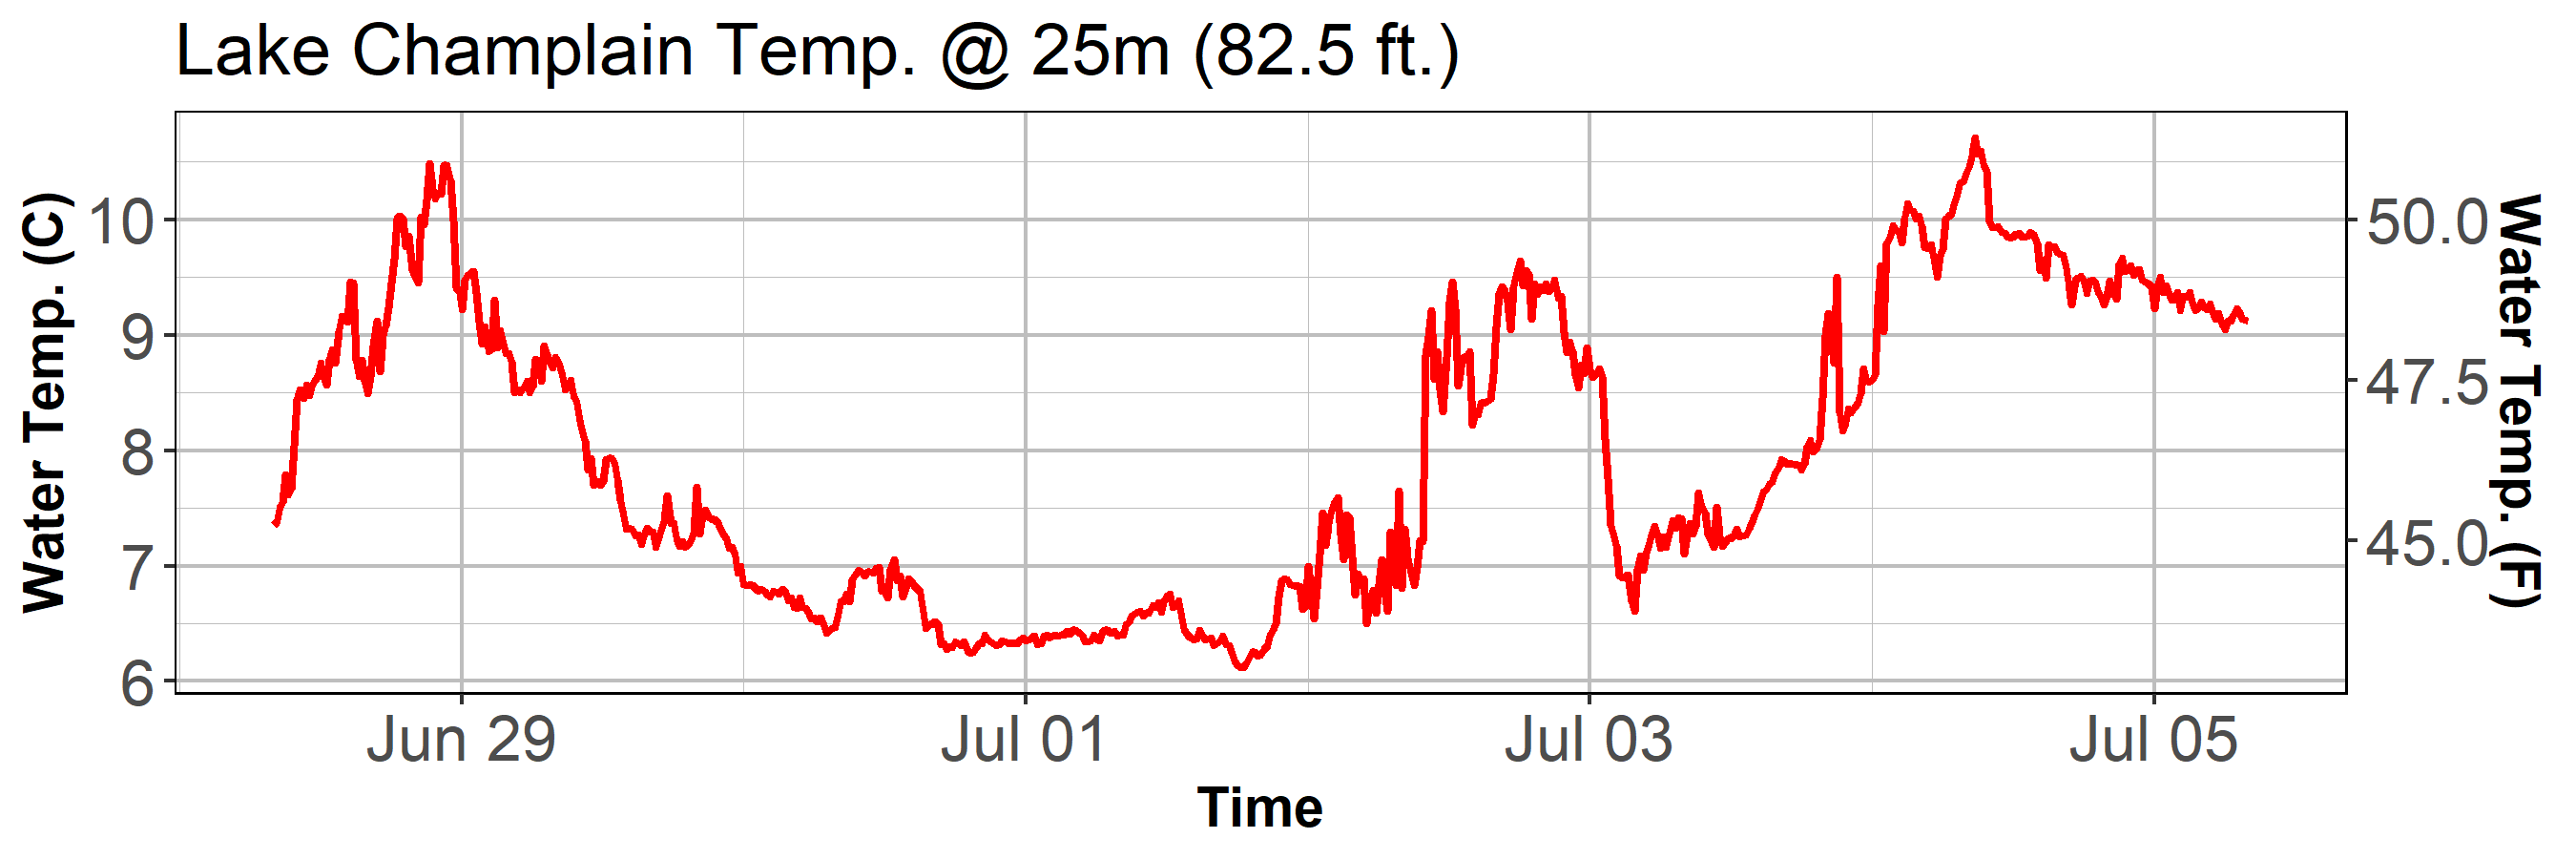 Lake Champlain Temp. @ 25m (82.5 ft.)
Water Temp. (C)
10
9
8
7
6
50.0
47.5
45.0
Water Temp. (F)
Jun 29
Jul 01
Jul 03
Jul 05
Time